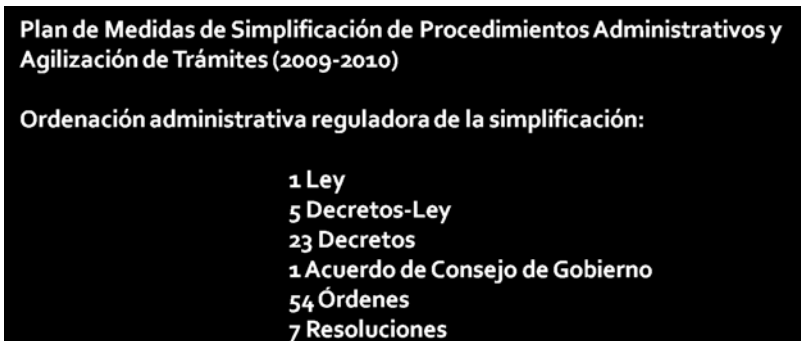 Plan de Medidas de Simplificación de Procedimientos Administrativos y
Agilización de Trámites (2009-2010)
Ordenación administrativa reguladora de la simplificación:
1 Ley
5 Decretos-Ley
23 Decretos
1 Acuerdo de Consejo de Gobierno
54 Órdenes
7 Resoluciones